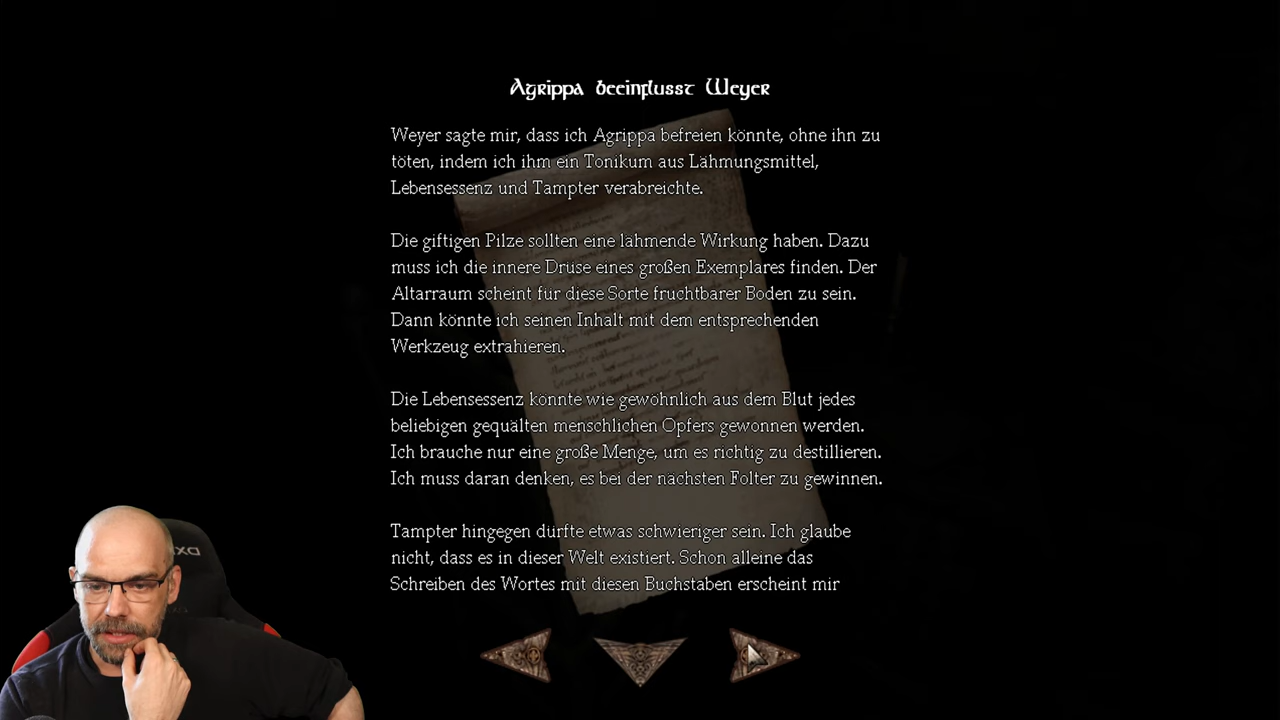 Agrippa beeinflusst Weyer
Weyer sagte mir, dass ich Agrippa befreien könnte, ohne ihn zu
töten, indem ich ihm ein Tonikum aus Lähmungsmittel,
Lebensessenz und Tampter verabreichte.
Die giftigen Pilze sollten eine lähmende Wirkung haben. Dazu
muss ich die innere Drüse eines großen Exemplares finden. Der
Altarraum scheint für diese Sorte fruchtbarer Boden zu sein.
Dann könnte ich seinen Inhalt mit dem entsprechenden
Werkzeug extrahieren.
Die Lebensessenz könnte wie gewöhnlich aus dem Blut jedes
beliebigen gequälten menschlichen Opfers gewonnen werden.
Ich brauche nur eine große Menge, um es richtig zu destillieren.
Ich muss daran denken, es bei der nächsten Folter zu gewinnen.
Tampter hingegen dürfte etwas schwieriger sein. Ich glaube
nicht, dass es in dieser Welt existiert. Schon alleine das
Schreiben des Wortes mit diesen Buchstaben erscheint mir